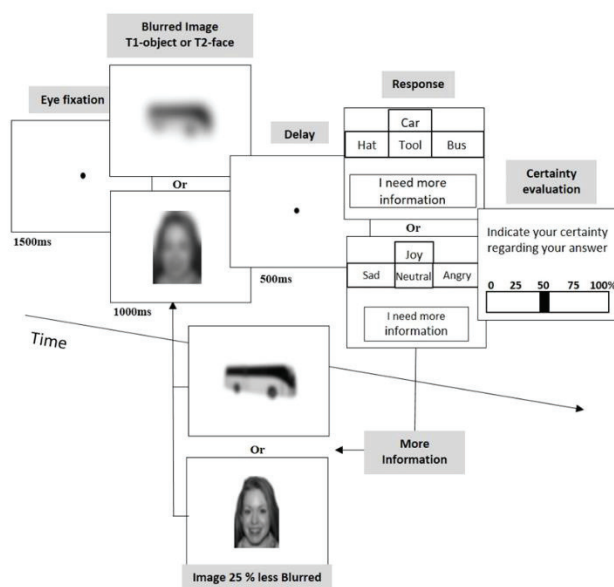 Blurred Image
T1-object or T2-face
Eye fixation
1500ms
Or
1000ms
Delay
500ms
Response
Car
Hat Tool Bus
I need more
information
Or
Joy
Sad Neutral Angry
I need more
information
Certainty
evaluation
Indicate your certainty
regarding your answer
0 25 50 75 100%
Time
Or
More
Information
Image 25 % less Blurred